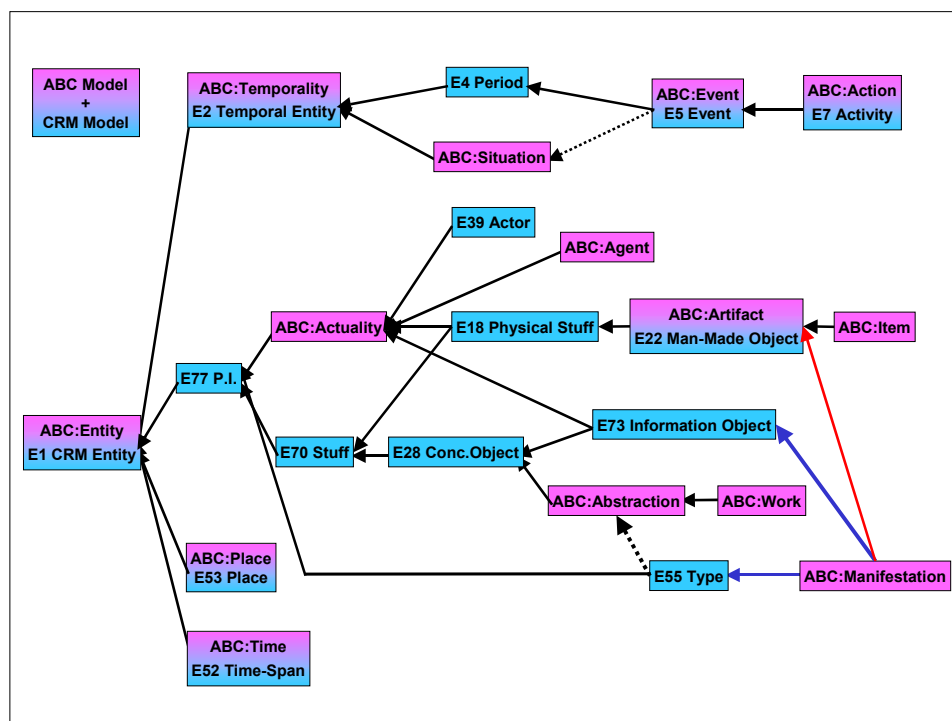 ABC Model
+
CRM Model
ABC:Temporality
E2 Temporal Entity
E4 Period
ABC:Event
E5 Event
ABC:Action
E7 Activity
ABC:Situation
E39 Actor
ABC:Agent
ABC:Actuality
E18 Physical Stuff
ABC:Artifact
E22 Man-Made Object
ABC:Item
E77 P.I.
ABC:Entity
E1 CRM Entity
E70 Stuff
E28 Conc.Object
E73 Information Object
ABC:Abstraction
ABC:Work
ABC:Place
E53 Place
E55 Type
ABC:Manifestation
ABC:Time
E52 Time-Span